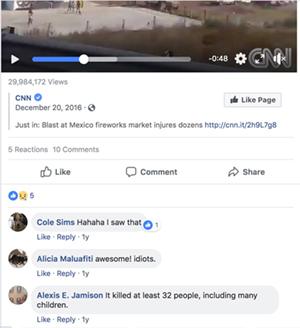 -0:48
CNN
29,984,172 Views
CNN
December 20, 2016 ·
Like Page
Just in: Blast at Mexico fireworks market injures dozens http://cnn.it/2h9L7g8
5 Reactions 10 Comments
Like Comment Share
5
Cole Sims Hahaha I saw that
1
Like · Reply · 1y
Alicia Maluafiti awesome! idiots.
Like · Reply · 1y
Alexis E. Jamison It killed at least 32 people, including many
children.
Like · Reply · 1y